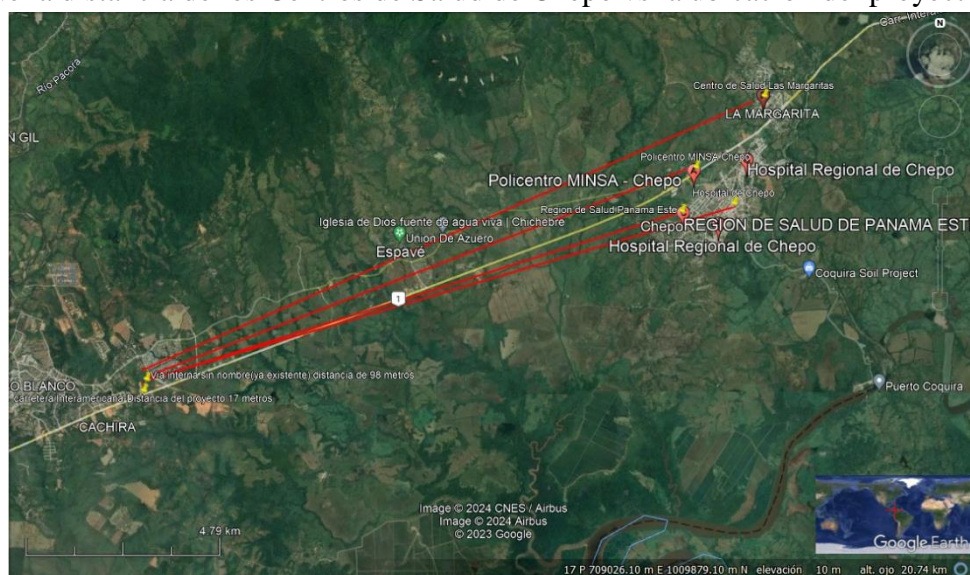 Carr. Intera
N
Río Pacora
Centro de Salud Las Margaritas
N GIL
LA MARGARITA
Policentro MINSA Chepo
Policentro MINSA - Chepo
Hospital Regional de Chepo
Hospital de Chepo
Region de Salud Panama Este
Iglesia de Dios fuente de agua viva | Chichebre
Chepo
REGION DE SALUD DE PANAMA EST
Union De Azuero
Espavé
Hospital Regional de Chepo
Coquira Soil Project
1
Via interna sin nombre(ya existente) distancia de 98 metros
O BLANCO
Puerto Coquira
carretera Interamericana Distancia del proyecto 17 metros
CACHIRA
Image © 2024 CNES / Airbus
Image © 2024 Airbus
© 2023 Google
4.79 km
Google Earth
17 P 709026.10 m E 1009879.10 m N elevación 10 m alt. ojo 20.74 km